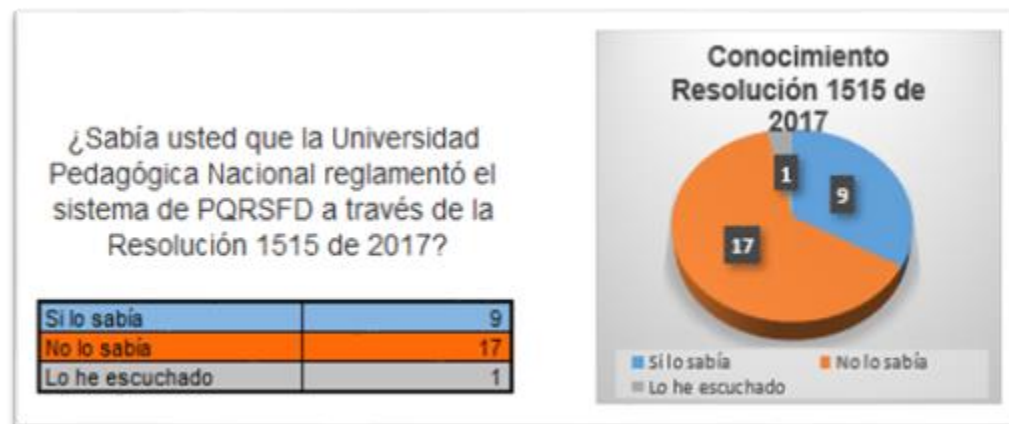 ¿Sabía usted que la Universidad
Pedagógica Nacional reglamentó el
sistema de PQRSFD a través de la
Resolución 1515 de 2017?
Si lo sabía 9
No lo sabía 17
Lo he escuchado 1
Conocimiento
Resolución 1515 de
2017
1
9
17
Sí lo sabía No lo sabía
Lo he escuchado